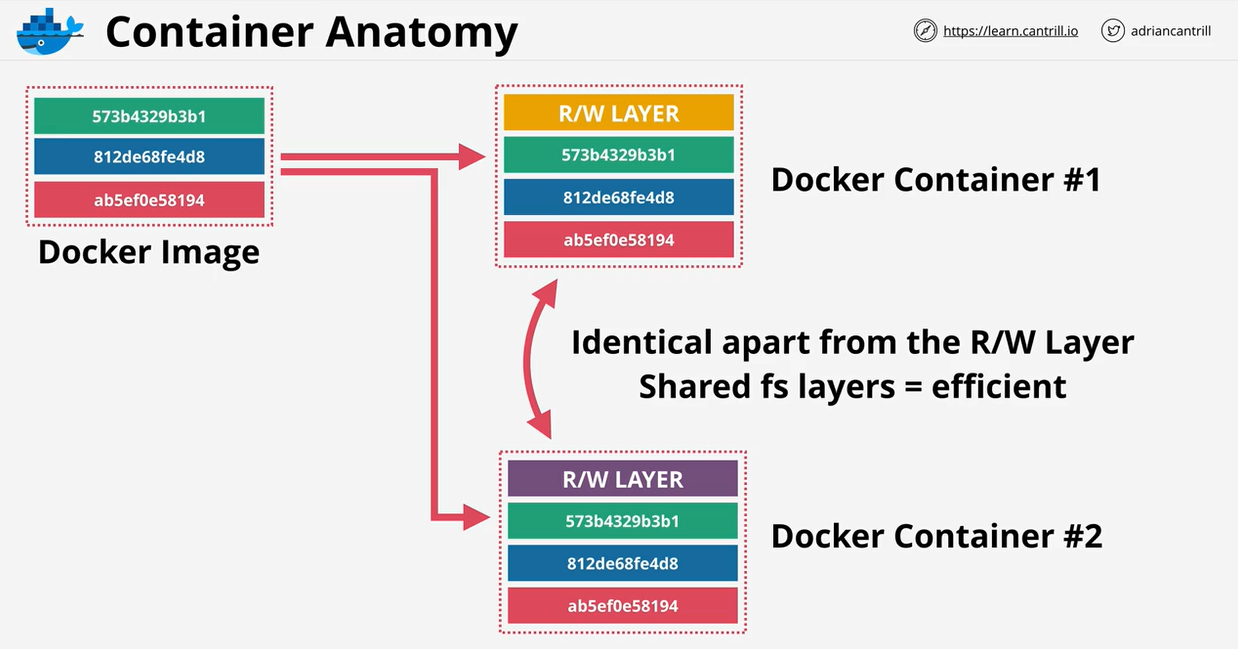 Container Anatomy
https://learn.cantrill.io
adriancantrill
573b4329b3b1
812de68fe4d8
ab5ef0e58194
Docker Image
R/W LAYER
573b4329b3b1
812de68fe4d8
ab5ef0e58194
Docker Container #1
Identical apart from the R/W Layer
Shared fs layers = efficient
R/W LAYER
573b4329b3b1
812de68fe4d8
ab5ef0e58194
Docker Container #2